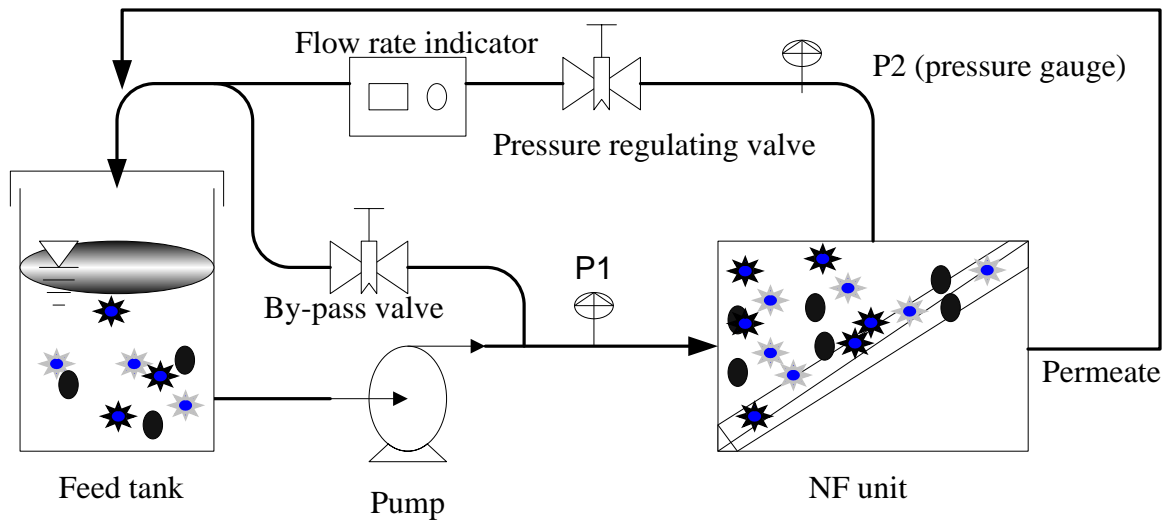 Flow rate indicator
P2 (pressure gauge)
Pressure regulating valve
P1
By-pass valve
Permeate
Feed tank
Pump
NF unit